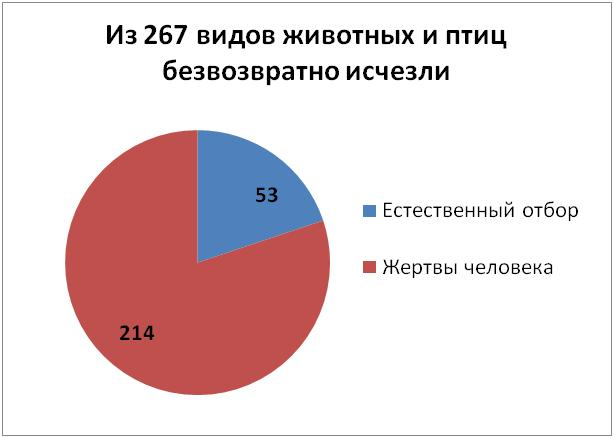 Из 267 видов животных и птиц
безвозвратно исчезли
53
Естественный отбор
Жертвы человека
214